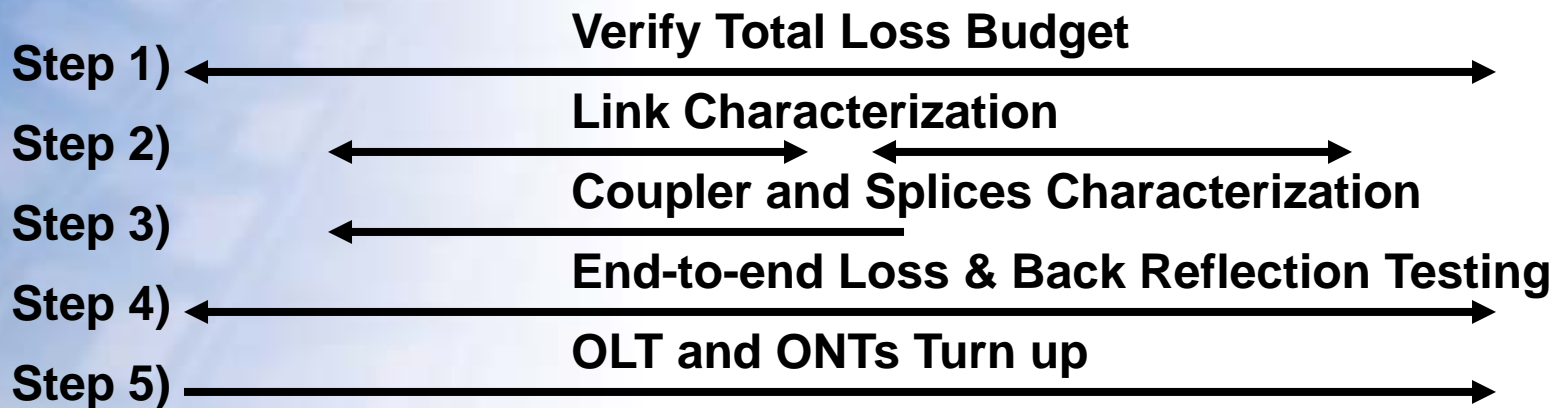 Verify Total Loss Budget
Step 1)
Link Characterization
Step 2)
Coupler and Splices Characterization
Step 3)
End-to-end Loss & Back Reflection Testing
Step 4)
OLT and ONTs Turn up
Step 5)